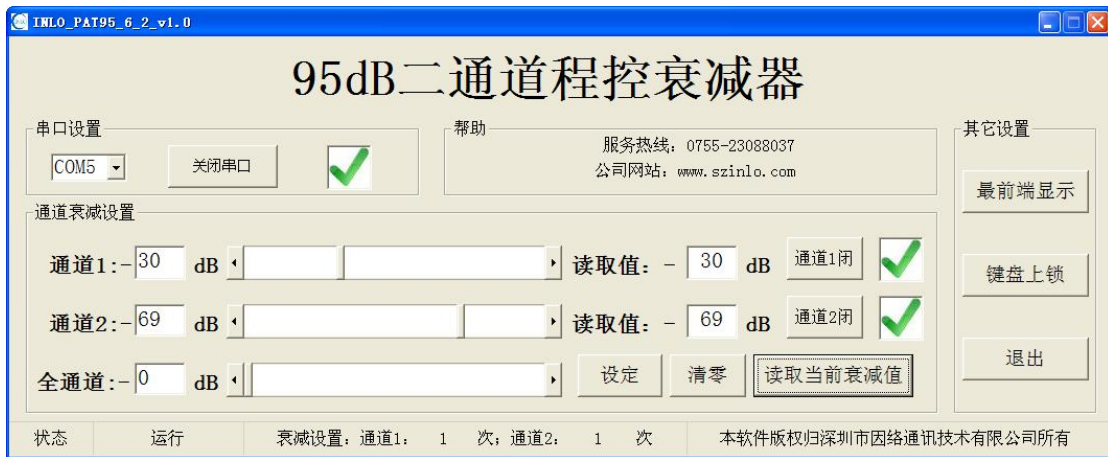 INLO_PAT95_6_2_v1.0
95dB二通道程控衰减器
串口设置
COM5
关闭串口
帮助
服务热线：0755-23088037
公司网站：www.szinlo.com
其它设置
最前端显示
键盘上锁
退出
通道衰减设置
通道1:-30 dB 读取值：- 30 dB 通道1闭
通道2:-69 dB 读取值：- 69 dB 通道2闭
全通道:-0 dB 设定 清零 读取当前衰减值
状态 运行 衰减设置：通道1： 1 次；通道2： 1 次 本软件版权归深圳市因络通讯技术有限公司所有